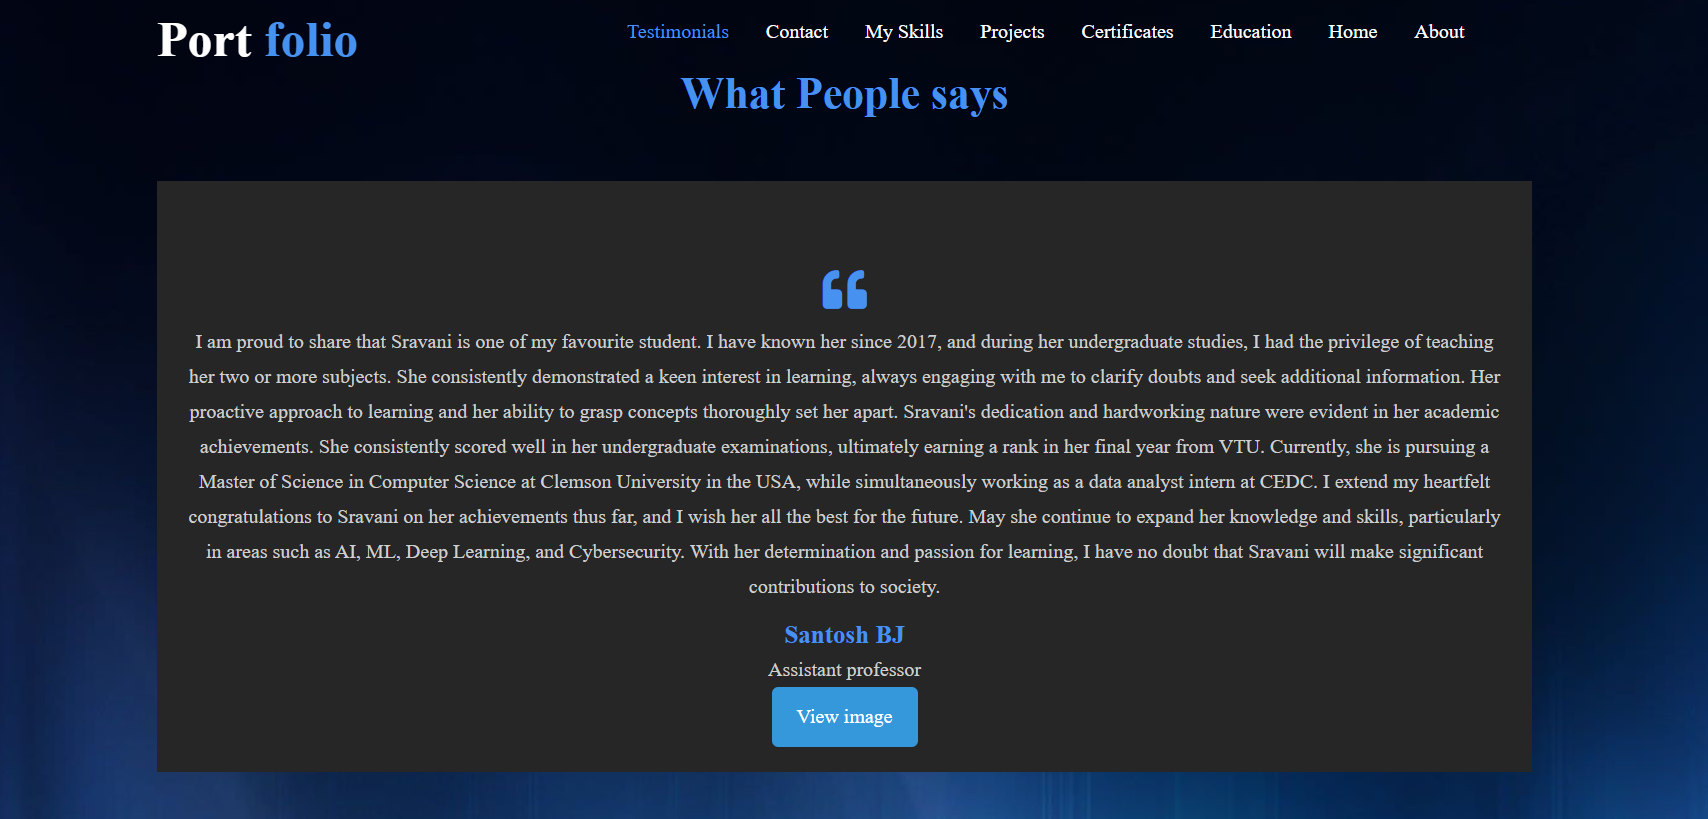 Port folio
Testimonials Contact My Skills Projects Certificates Education Home About
What People says
I am proud to share that Sravani is one of my favourite student. I have known her since 2017, and during her undergraduate studies, I had the privilege of teaching
her two or more subjects. She consistently demonstrated a keen interest in learning, always engaging with me to clarify doubts and seek additional information. Her
proactive approach to learning and her ability to grasp concepts thoroughly set her apart. Sravani's dedication and hardworking nature were evident in her academic
achievements. She consistently scored well in her undergraduate examinations, ultimately earning a rank in her final year from VTU. Currently, she is pursuing a
Master of Science in Computer Science at Clemson University in the USA, while simultaneously working as a data analyst intern at CEDC. I extend my heartfelt
congratulations to Sravani on her achievements thus far, and I wish her all the best for the future. May she continue to expand her knowledge and skills, particularly
in areas such as AI, ML, Deep Learning, and Cybersecurity. With her determination and passion for learning, I have no doubt that Sravani will make significant
contributions to society.
Santosh BJ
Assistant professor
View image